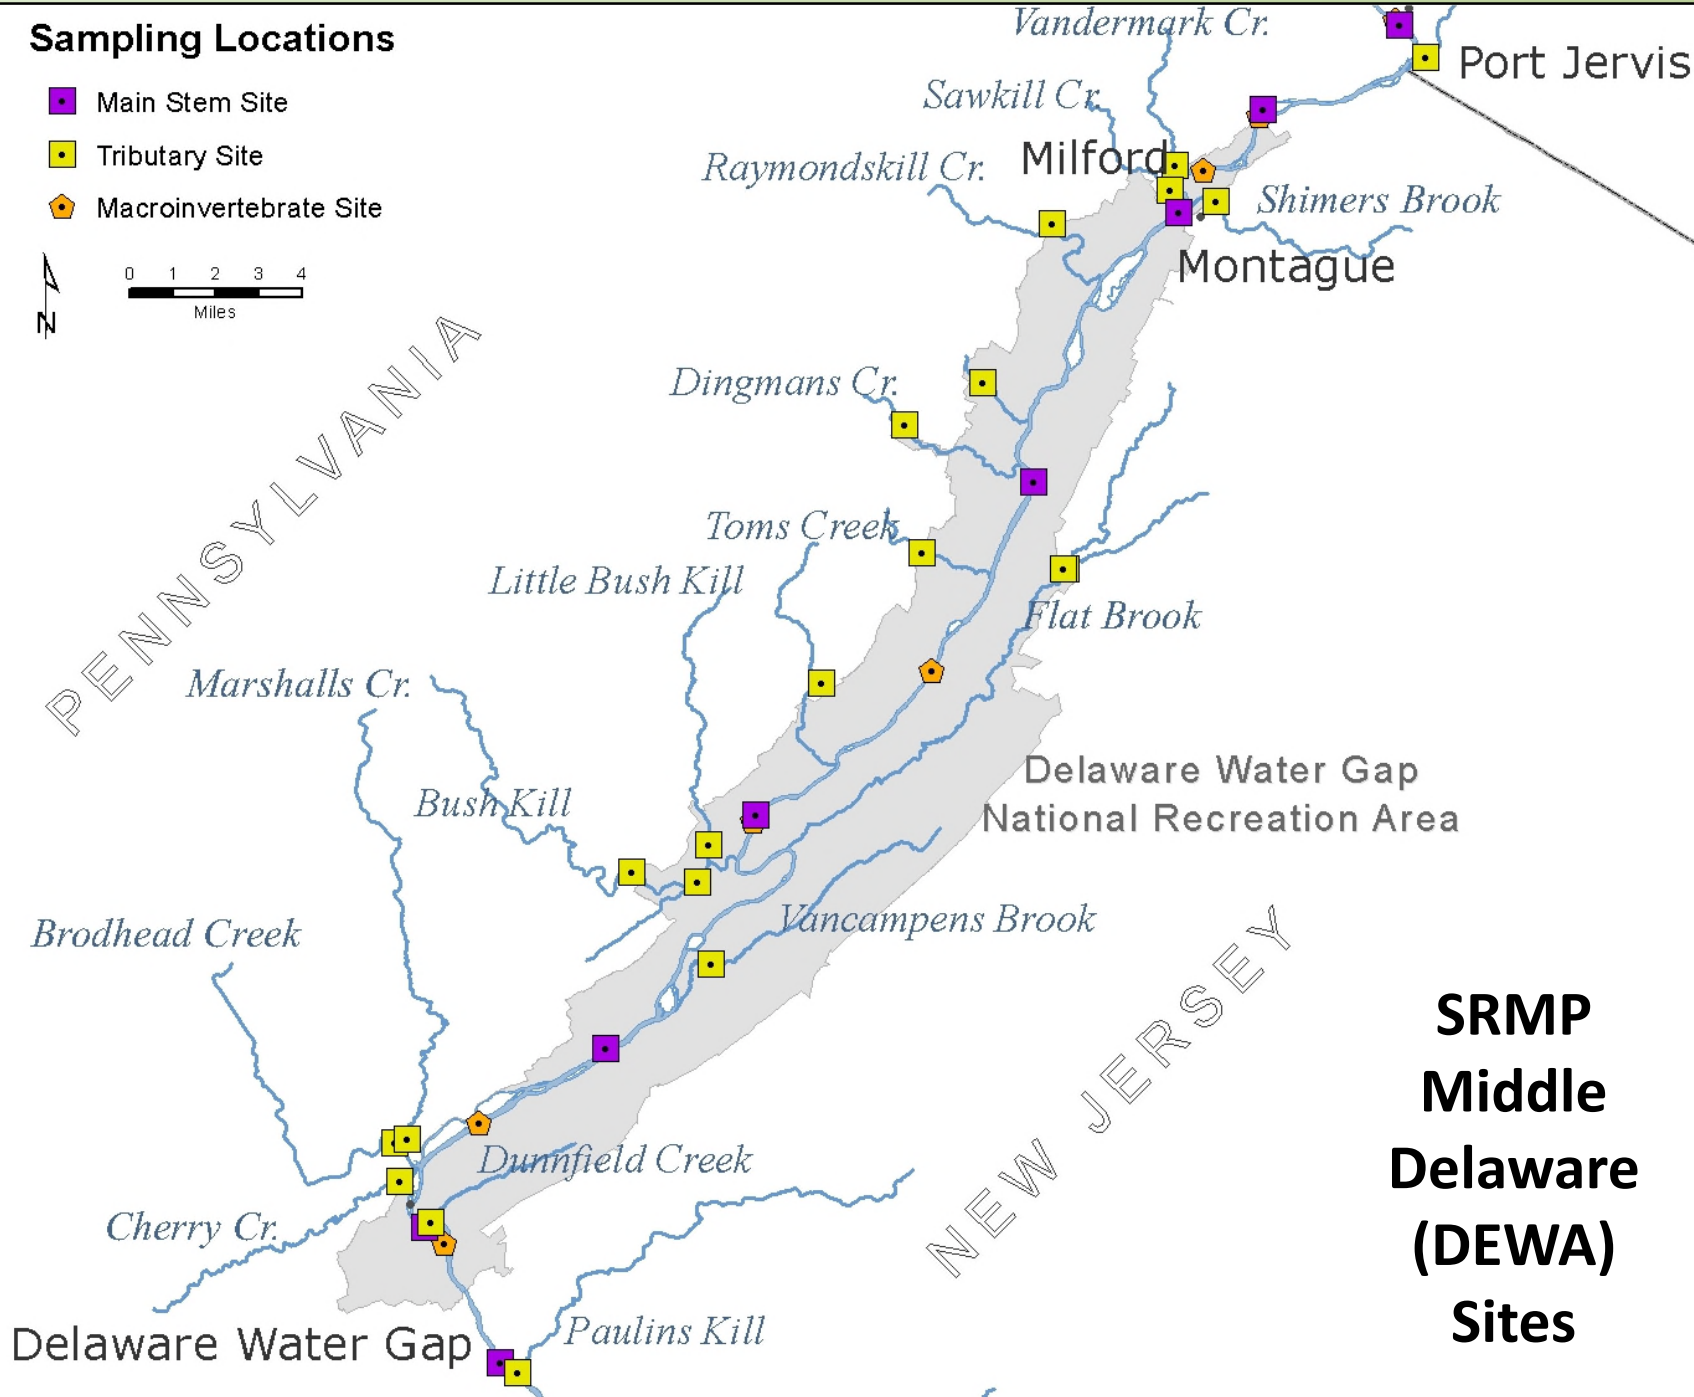 Sampling Locations
Main Stem Site
Tributary Site
Macroinvertebrate Site
0 1 2 3 4
Miles
N
Vandermark Cr.
Port Jervis
Sawkill Cr.
Milford
Raymondskill Cr.
Shimers Brook
Montague
PENNSYLVANIA
Dingmans Cr.
Toms Creek
Little Bush Kill
Flat Brook
Marshalls Cr.
Delaware Water Gap
National Recreation Area
Bush Kill
Vancampens Brook
Brodhead Creek
NEW JERSEY
Dunnfield Creek
Cherry Cr.
Paulins Kill
Delaware Water Gap
SRMP
Middle
Delaware
(DEWA)
Sites